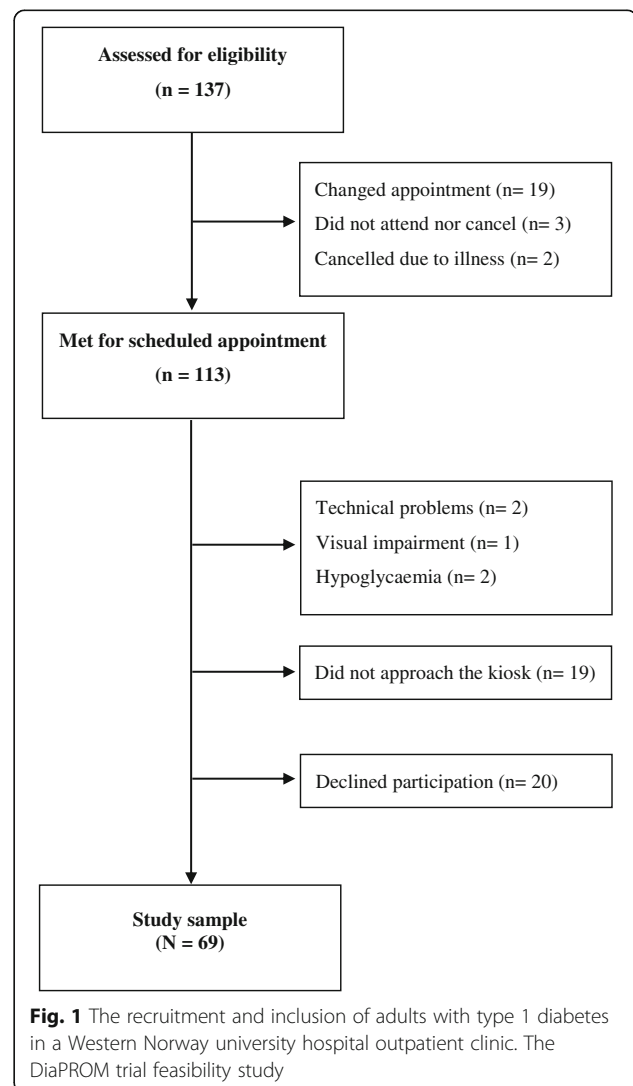 Assessed for eligibility
(n = 137)
Changed appointment (n= 19)
Did not attend nor cancel (n= 3)
Cancelled due to illness (n= 2)
Met for scheduled appointment
(n = 113)
Technical problems (n= 2)
Visual impairment (n= 1)
Hypoglycaemia (n= 2)
Did not approach the kiosk (n= 19)
Declined participation (n= 20)
Study sample
(N = 69)
Fig. 1 The recruitment and inclusion of adults with type 1 diabetes
in a Western Norway university hospital outpatient clinic. The
DiaPROM trial feasibility study